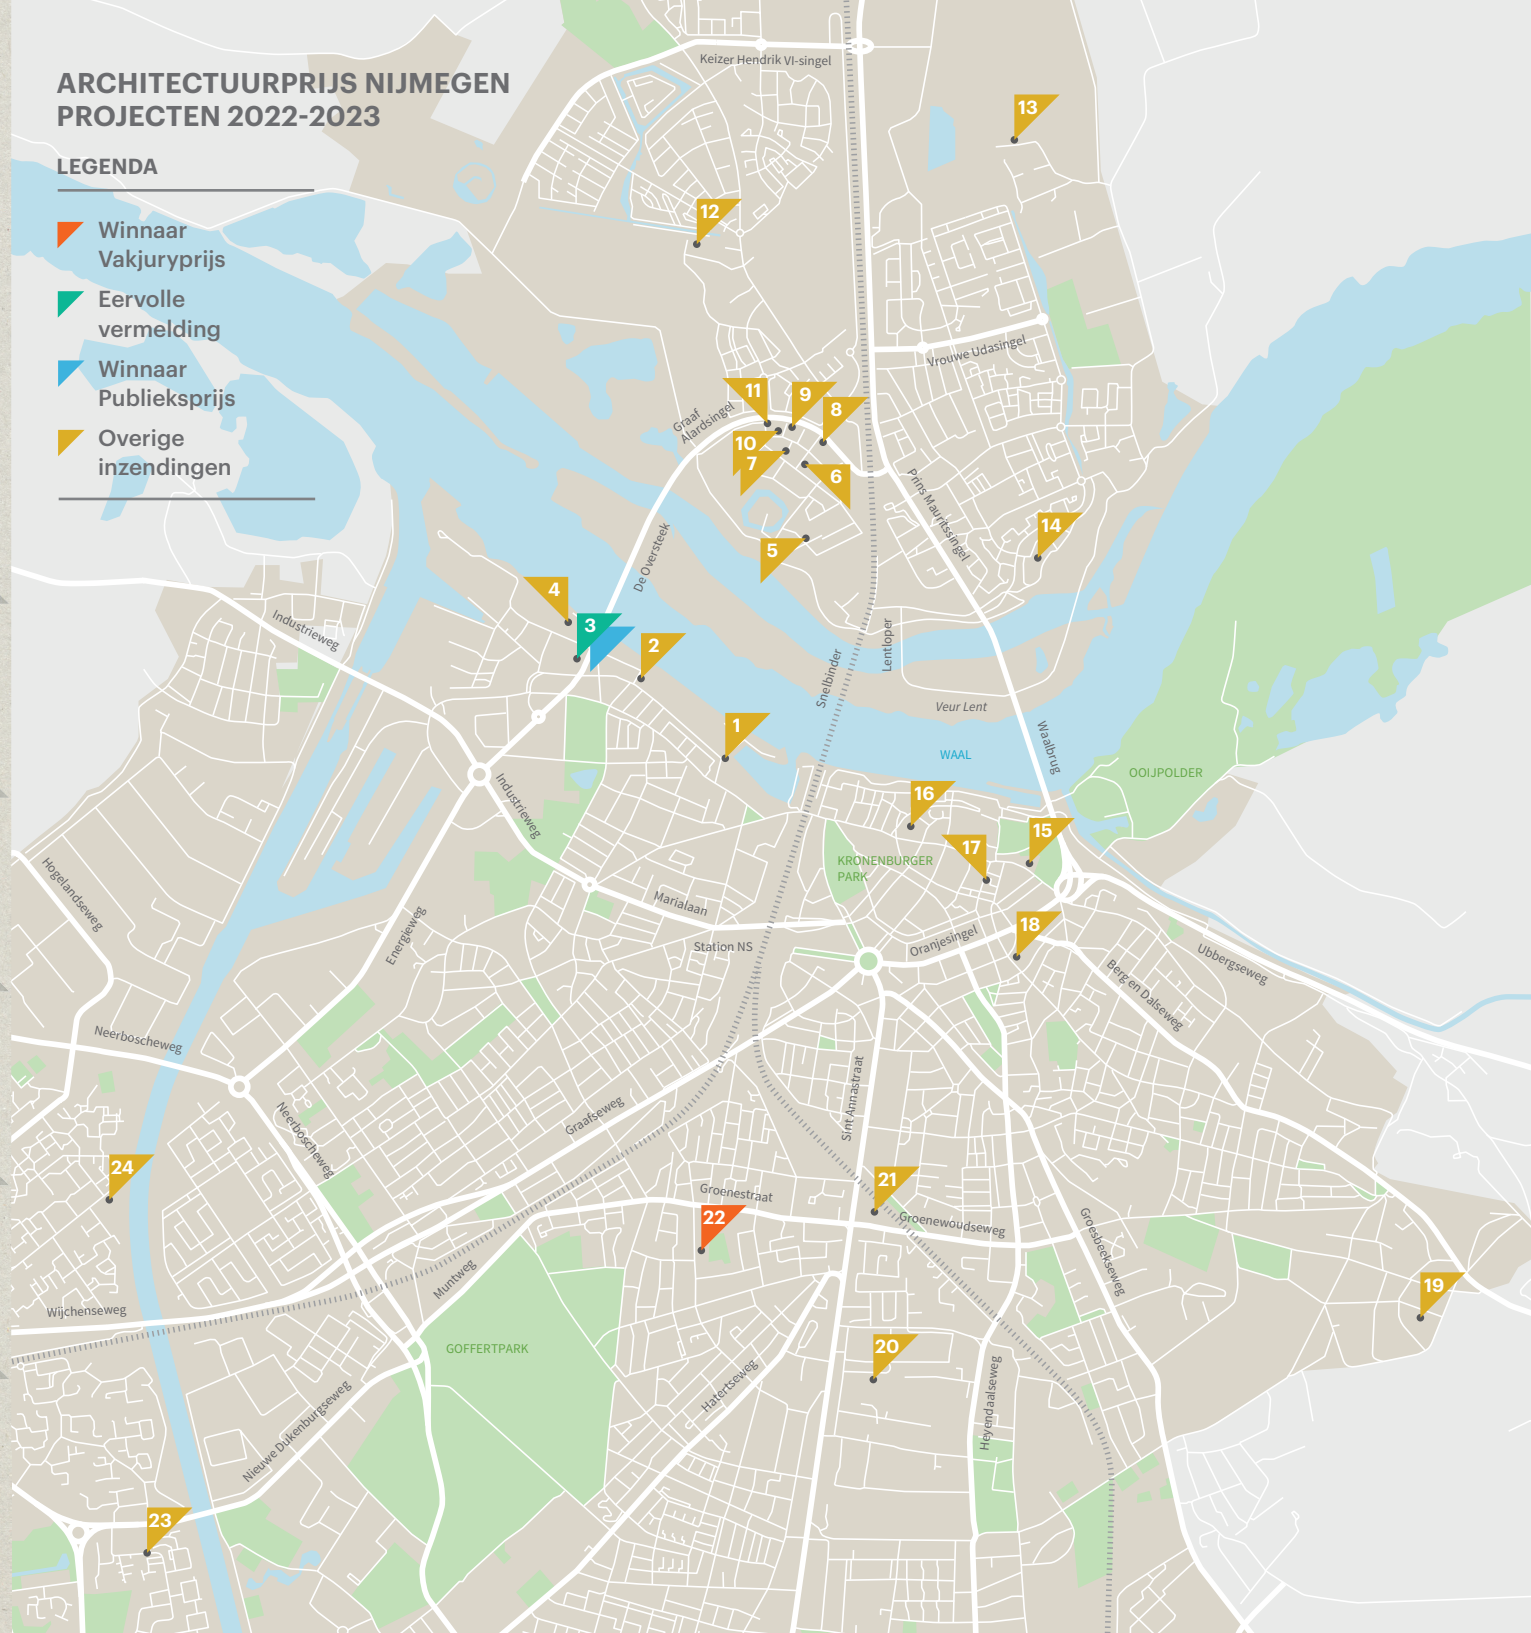 ARCHITECTUURPRIJS NIJMEGEN
PROJECTEN 2022-2023
LEGENDA
Winnaar
Vakjuryprijs
Eervolle
vermelding
Winnaar
Publieksprijs
Overige
inzendingen
Keizer Hendrik VI-singel
13
12
Vrouwe Udasingel
Graaf
Alardsingel
11
9
8
10
7
6
Prins Mauritssingel
14
5
De Oversteek
4
3
2
Industrieweg
Snelbinder
Lentloper
Veur Lent
1
WAAL
Waalbrug
OOIJPOLDER
Industrieweg
16
15
17
KRONENBURGER
PARK
Hogelandseweg
Marialaan
Energieweg
Station NS
Oranjesingel
18
Ubbergseweg
Berg en Dalseweg
Neerboscheweg
Neerboscheweg
Graafseweg
Sint Annastraat
24
21
Groenestraat
22
Groenewoudseweg
Groesbeekseweg
Muntweg
19
Wijchenseweg
GOFFERTPARK
20
Hatertseweg
Heyendaalseweg
Nieuwe Dukenburgseweg
23